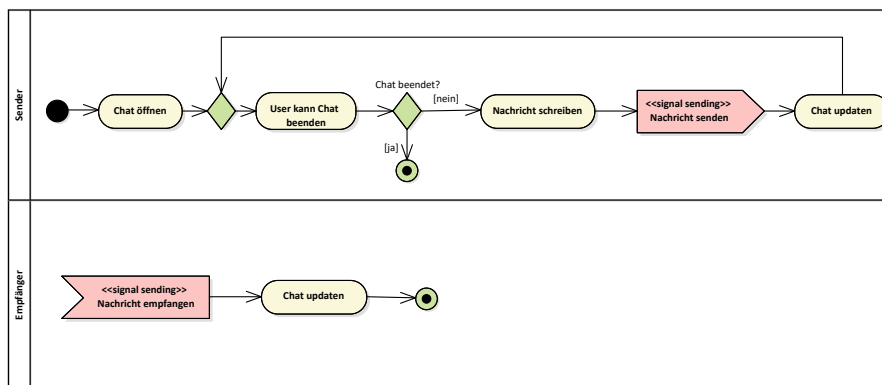 Sender
Chat öffnen
User kann Chat
beenden
Chat beendet?
[nein]
[ja]
Nachricht schreiben
<<signal sending>>
Nachricht senden
Chat updaten
Empfänger
<<signal sending>>
Nachricht empfangen
Chat updaten